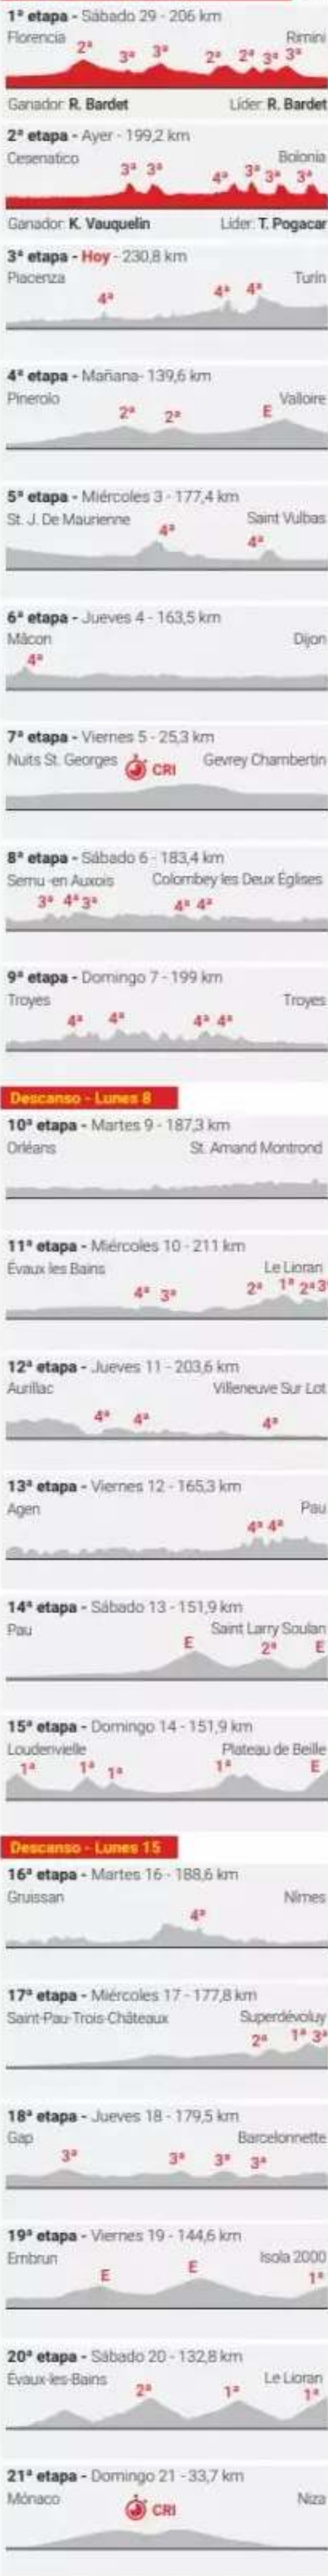 1ª etapa - Sábado 29 - 206 km
Florencia Rimini
2ª 3ª 3ª 2ª 2ª 3ª 3ª
Ganador: R. Bardet Líder: R. Bardet
2ª etapa - Ayer - 199,2 km
Cesenatico Bolonia
3ª 3ª 4ª 3ª 3ª 3ª
Ganador: K. Vauquelin Líder: T. Pogacar
3ª etapa - Hoy - 230,8 km
Piacenza Turín
4ª 4ª 4ª
4ª etapa - Mañana- 139,6 km
Pinerolo Valloire
2ª 2ª E
5ª etapa - Miércoles 3 - 177,4 km
St. J. De Maurienne Saint Vulbas
4ª 4ª
6ª etapa - Jueves 4 - 163,5 km
Mâcon Dijon
4ª
7ª etapa - Viernes 5 - 25,3 km
Nuits St. Georges CRI Gevrey Chambertin
8ª etapa - Sábado 6 - 183,4 km
Semu -en Auxois Colombey les Deux Églises
3ª 4ª 3ª 4ª 4ª
9ª etapa - Domingo 7 - 199 km
Troyes Troyes
4ª 4ª 4ª 4ª
Descanso - Lunes 8
10ª etapa - Martes 9 - 187,3 km
Orléans St. Amand Montrond
11ª etapa - Miércoles 10 - 211 km
Évaux les Bains Le Lioran
4ª 3ª 2ª 1ª 2ª 3
12ª etapa - Jueves 11 - 203,6 km
Aurillac Villeneuve Sur Lot
4ª 4ª 4ª
13ª etapa - Viernes 12 - 165,3 km
Agen Pau
4ª 4ª
14ª etapa - Sábado 13 - 151,9 km
Pau Saint Larry Soulan
E 2ª E
15ª etapa - Domingo 14 - 151,9 km
Loudenvielle Plateau de Beille
1ª 1ª 1ª 1ª E
Descanso - Lunes 15
16ª etapa - Martes 16 - 188,6 km
Gruissan Nîmes
4ª
17ª etapa - Miércoles 17 - 177,8 km
Saint-Pau-Trois-Châteaux Superdévoluy
2ª 1ª 3ª
18ª etapa - Jueves 18 - 179,5 km
Gap Barcelonnette
3ª 3ª 3ª 3ª
19ª etapa - Viernes 19 - 144,6 km
Embrun Isola 2000
E E 1ª
20ª etapa - Sábado 20 - 132,8 km
Évaux-les-Bains Le Lioran
2ª 1ª 1ª
21ª etapa - Domingo 21 - 33,7 km
Mónaco CRI Niza